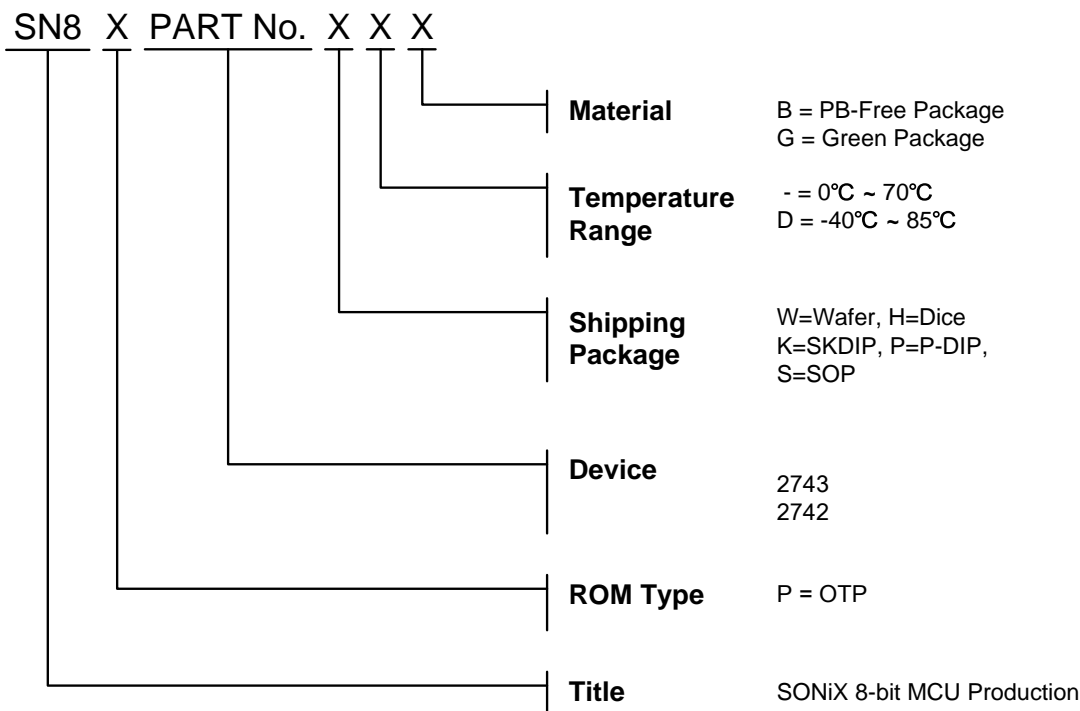 SN8 X PART No. X X X
Material
B = PB-Free Package
G = Green Package
Temperature
Range
- = 0℃ ~ 70℃
D = -40℃ ~ 85℃
Shipping
Package
W=Wafer, H=Dice
K=SKDIP, P=P-DIP,
S=SOP
Device
2743
2742
ROM Type
P = OTP
Title
SONiX 8-bit MCU Production